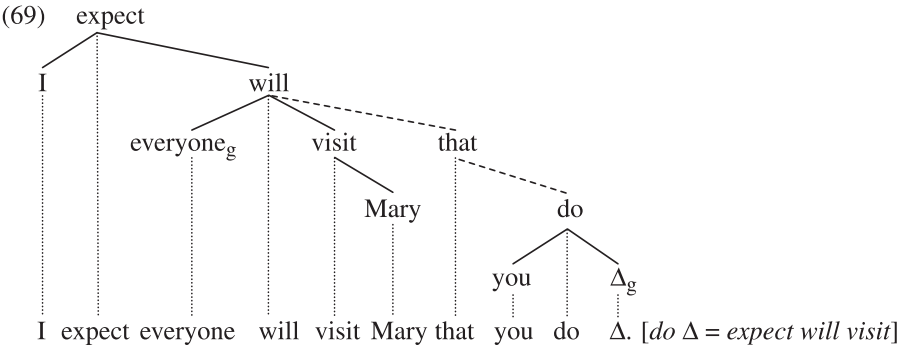 (69) expect
I will
everyone_g visit that
Mary do
you Δ_g
I expect everyone will visit Mary that you do Δ. [do Δ = expect will visit]